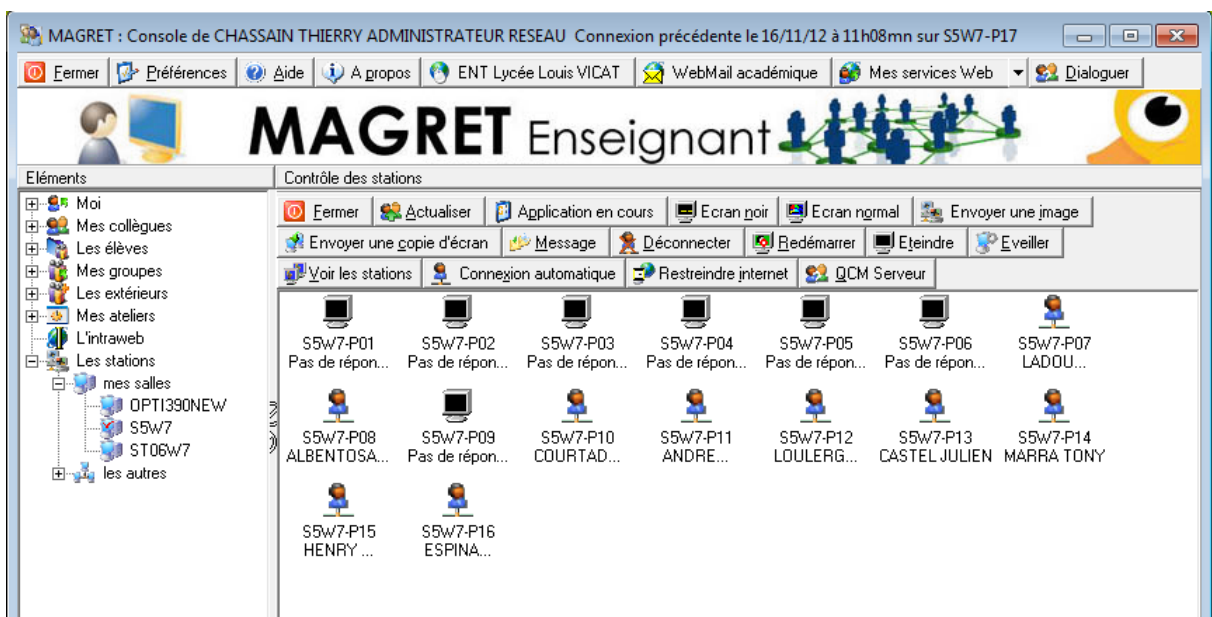 MAGRET : Console de CHASSAIN THIERRY ADMINISTRATEUR RESEAU Connexion précédente le 16/11/12 à 11h08mn sur S5W7-P17
Fermer Préférences Aide A propos ENT Lycée Louis VICAT WebMail académique Mes services Web Dialoguer
MAGRET Enseignant
Eléments
Contrôle des stations
Moi
Mes collègues
Les élèves
Mes groupes
Les extérieurs
Mes ateliers
L'intraweb
Les stations
mes salles
OPTI390NEW
S5W7
ST06W7
les autres
Fermer Actualiser Application en cours Ecran noir Ecran normal Envoyer une image
Envoyer une copie d'écran Message Déconnecter Redémarrer Eteindre Eveiller
Voir les stations Connexion automatique Restreindre internet QCM Serveur
S5W7-P01 S5W7-P02 S5W7-P03 S5W7-P04 S5W7-P05 S5W7-P06 S5W7-P07
Pas de répon... Pas de répon... Pas de répon... Pas de répon... Pas de répon... Pas de répon... LADOU...
S5W7-P08 S5W7-P09 S5W7-P10 S5W7-P11 S5W7-P12 S5W7-P13 S5W7-P14
ALBENTOSA... Pas de répon... COURTAD... ANDRE... LOULERG... CASTEL JULIEN MARRA TONY
S5W7-P15 S5W7-P16
HENRY ... ESPINA...